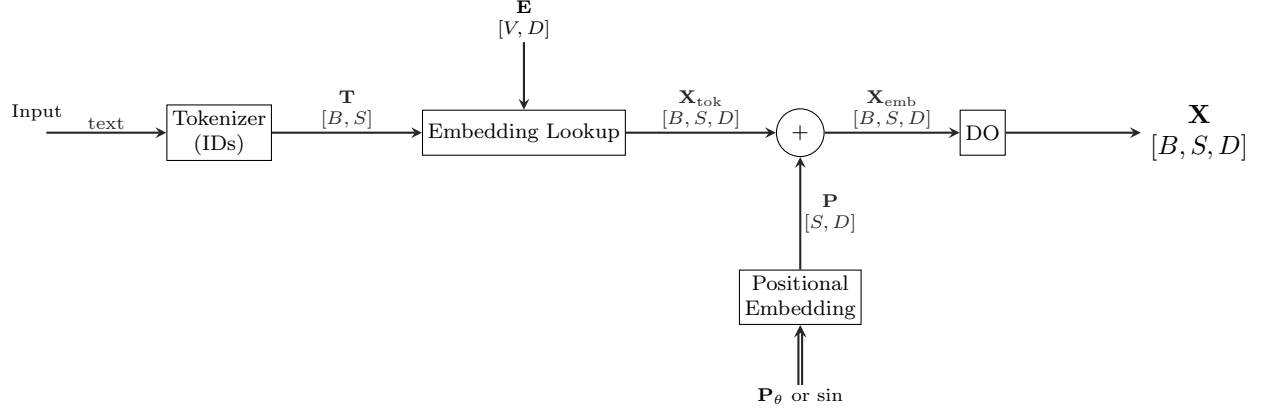 E
[V, D]
Input
text
Tokenizer
(IDs)
T
[B, S]
Embedding Lookup
X_tok
[B, S, D]
+
X_emb
[B, S, D]
DO
X
[B, S, D]
P
[S, D]
Positional
Embedding
P_θ or sin